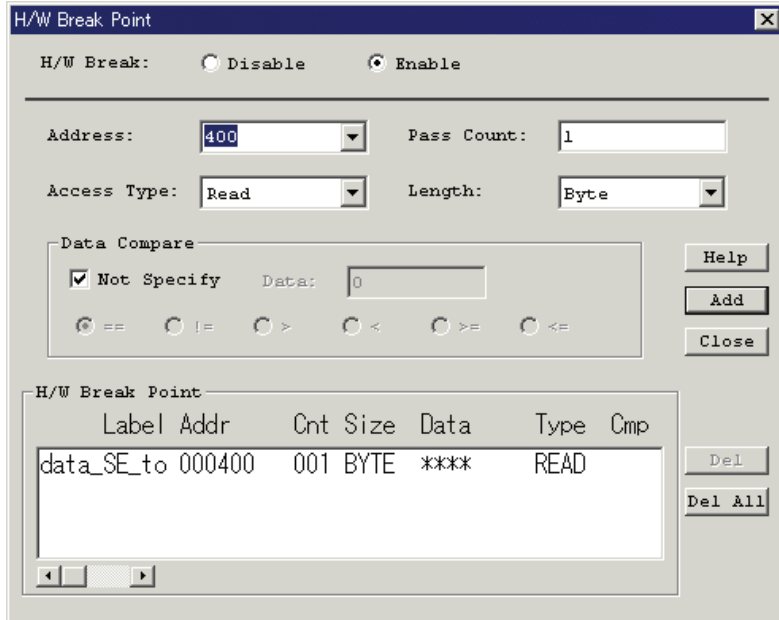 H/W Break Point
H/W Break: Disable Enable
Address: 400 Pass Count: 1
Access Type: Read Length: Byte
Data Compare
Not Specify Data: 0
== != > < >= <=
Help
Add
Close
H/W Break Point
Label Addr Cnt Size Data Type Cmp
data_SE_to 000400 001 BYTE **** READ
Del
Del All